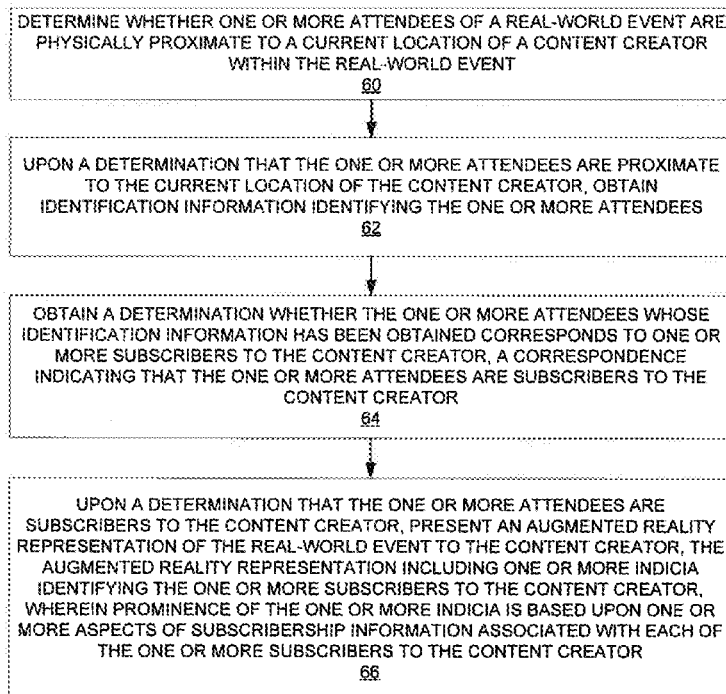 DETERMINE WHETHER ONE OR MORE ATTENDEES OF A REAL-WORLD EVENT ARE
PHYSICALLY PROXIMATE TO A CURRENT LOCATION OF A CONTENT CREATOR
WITHIN THE REAL-WORLD EVENT
60
UPON A DETERMINATION THAT THE ONE OR MORE ATTENDEES ARE PROXIMATE
TO THE CURRENT LOCATION OF THE CONTENT CREATOR, OBTAIN
IDENTIFICATION INFORMATION IDENTIFYING THE ONE OR MORE ATTENDEES
62
OBTAIN A DETERMINATION WHETHER THE ONE OR MORE ATTENDEES WHOSE
IDENTIFICATION INFORMATION HAS BEEN OBTAINED CORRESPONDS TO ONE
OR MORE SUBSCRIBERS TO THE CONTENT CREATOR, A CORRESPONDENCE
INDICATING THAT THE ONE OR MORE ATTENDEES ARE SUBSCRIBERS TO THE
CONTENT CREATOR
64
UPON A DETERMINATION THAT THE ONE OR MORE ATTENDEES ARE
SUBSCRIBERS TO THE CONTENT CREATOR, PRESENT AN AUGMENTED REALITY
REPRESENTATION OF THE REAL-WORLD EVENT TO THE CONTENT CREATOR, THE
AUGMENTED REALITY REPRESENTATION INCLUDING ONE OR MORE INDICIA
IDENTIFYING THE ONE OR MORE SUBSCRIBERS TO THE CONTENT CREATOR,
WHEREIN PROMINENCE OF THE ONE OR MORE INDICIA IS BASED UPON ONE OR
MORE ASPECTS OF SUBSCRIBERSHIP INFORMATION ASSOCIATED WITH EACH OF
THE ONE OR MORE SUBSCRIBERS TO THE CONTENT CREATOR
66